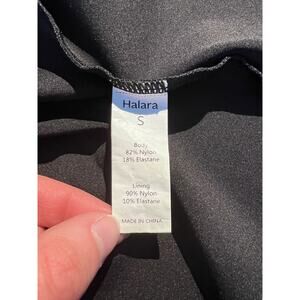 Halara
S
Body
82% Nylon
18% Elastane
Lining
90% Nylon
10% Elastane
MADE IN CHINA